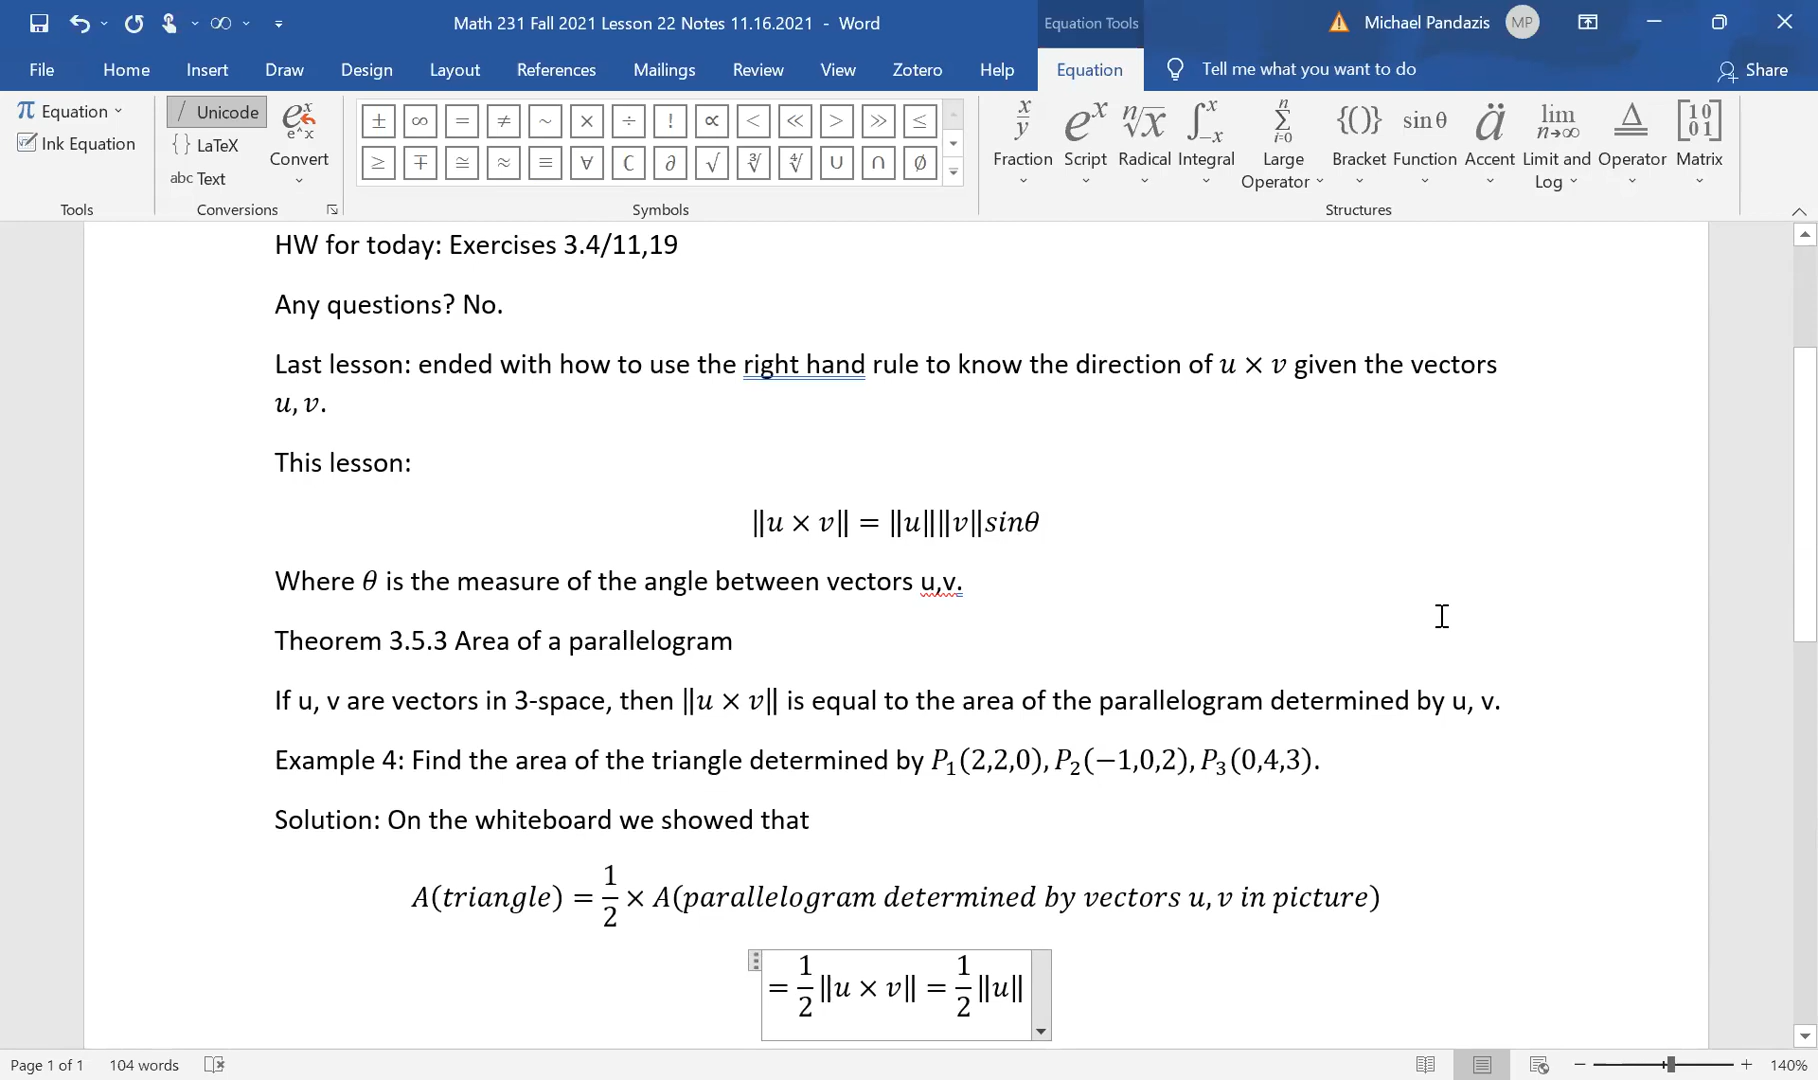 Math 231 Fall 2021 Lesson 22 Notes 11.16.2021 - Word
Equation Tools
Michael Pandazis
MP
File Home Insert Draw Design Layout References Mailings Review View Zotero Help Equation Tell me what you want to do Share
π Equation
Ink Equation
Tools
/ Unicode
{} LaTeX
abc Text
e^x
e^x
Convert
Conversions
± ∞ = ≠ ~ × ÷ ! ∝ < ≪ > ≫ ≤
≥ ∓ ≅ ≈ ≡ ∀ ∁ ∂ √ ∛ ∜ ∪ ∩ ∅
Symbols
x/y
Fraction
e^x
Script
ⁿ√x
Radical
∫_{-x}^{x}
Integral
∑_{i=0}^{n}
Large
Operator
{()}
Bracket
sin θ
Function
ä
Accent
lim n→∞
Limit and
Log
Δ
Operator
[1 0
0 1]
Matrix
Structures
HW for today: Exercises 3.4/11,19
Any questions? No.
Last lesson: ended with how to use the right hand rule to know the direction of u × v given the vectors
u, v.
This lesson:
‖u × v‖ = ‖u‖‖v‖sinθ
Where θ is the measure of the angle between vectors u,v.
Theorem 3.5.3 Area of a parallelogram
If u, v are vectors in 3-space, then ‖u × v‖ is equal to the area of the parallelogram determined by u, v.
Example 4: Find the area of the triangle determined by P₁(2,2,0), P₂(−1,0,2), P₃(0,4,3).
Solution: On the whiteboard we showed that
A(triangle) = 1/2 × A(parallelogram determined by vectors u, v in picture)
= 1/2 ‖u × v‖ = 1/2 ‖u‖
Page 1 of 1 104 words
140%